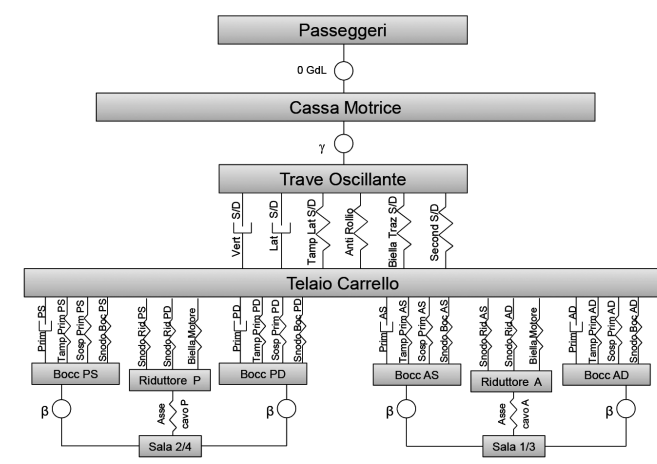 Passeggeri
0 GdL
Cassa Motrice
γ
Trave Oscillante
Vert S/D
Lat S/D
Tamp Lat S/D
Anti Rollio
Biella Traz S/D
Second S/D
Telaio Carrello
Prim PS
Tamp Prim PS
Sosp Prim PS
Snodo Boc PS
Snodo Rid PS
Snodo Rid PD
Biella Motore
Prim PD
Tamp Prim PD
Sosp Prim PD
Snodo Boc PD
Prim AS
Tamp Prim AS
Sosp Prim AS
Snodo Boc AS
Snodo Rid AS
Snodo Rid AD
Biella Motore
Prim AD
Tamp Prim AD
Sosp Prim AD
Snodo Boc AD
Bocc PS
Riduttore P
Bocc PD
Bocc AS
Riduttore A
Bocc AD
β
Asse
cavo P
β
β
Asse
cavo A
β
Sala 2/4
Sala 1/3